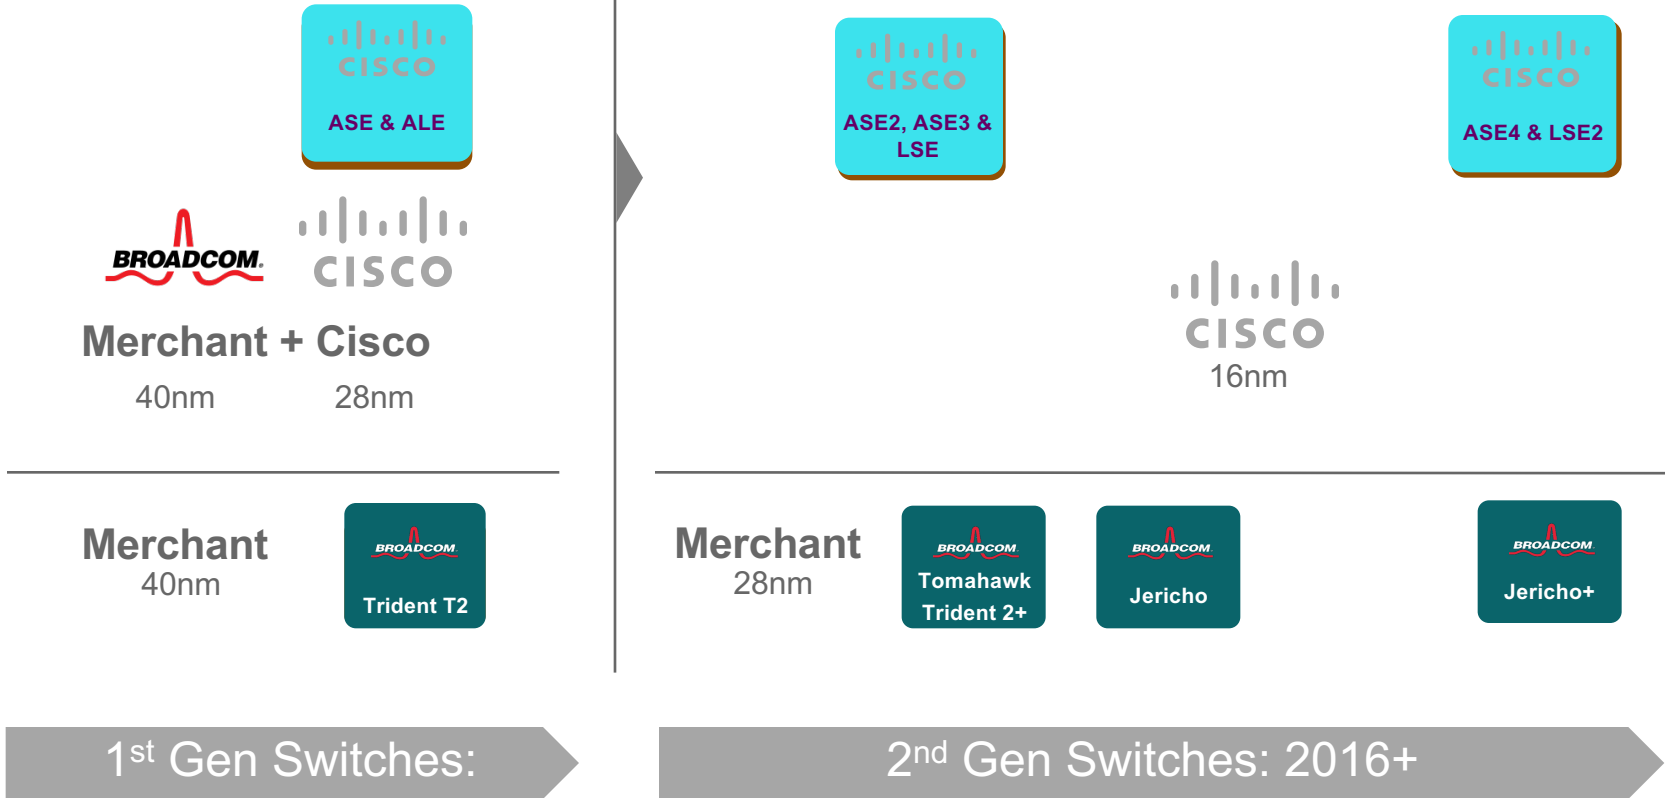 CISCO
ASE & ALE
BROADCOM.
CISCO
Merchant + Cisco
40nm 28nm
Merchant
40nm
BROADCOM.
Trident T2
1st Gen Switches:
CISCO
ASE2, ASE3 &
LSE
CISCO
ASE4 & LSE2
CISCO
16nm
Merchant
28nm
BROADCOM.
Tomahawk
Trident 2+
BROADCOM.
Jericho
BROADCOM.
Jericho+
2nd Gen Switches: 2016+